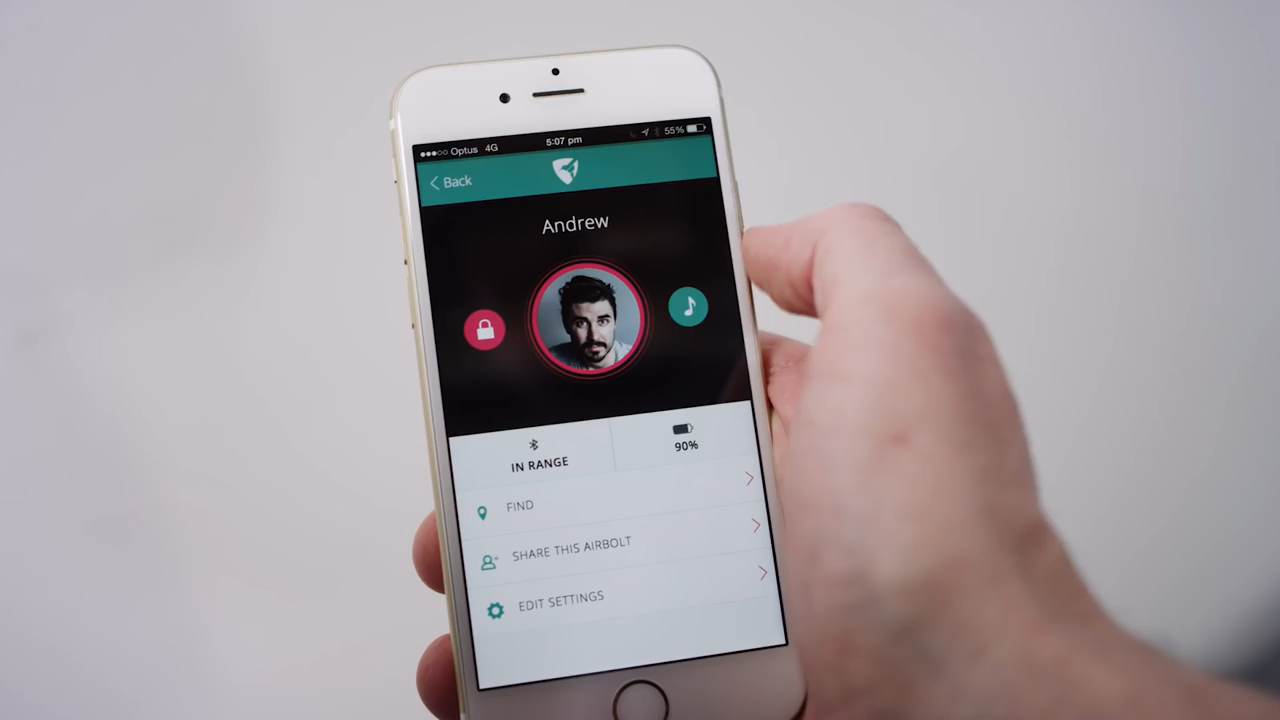 Optus 4G 5:07 pm 55%
Back
Andrew
IN RANGE 90%
FIND
SHARE THIS AIRBOLT
EDIT SETTINGS